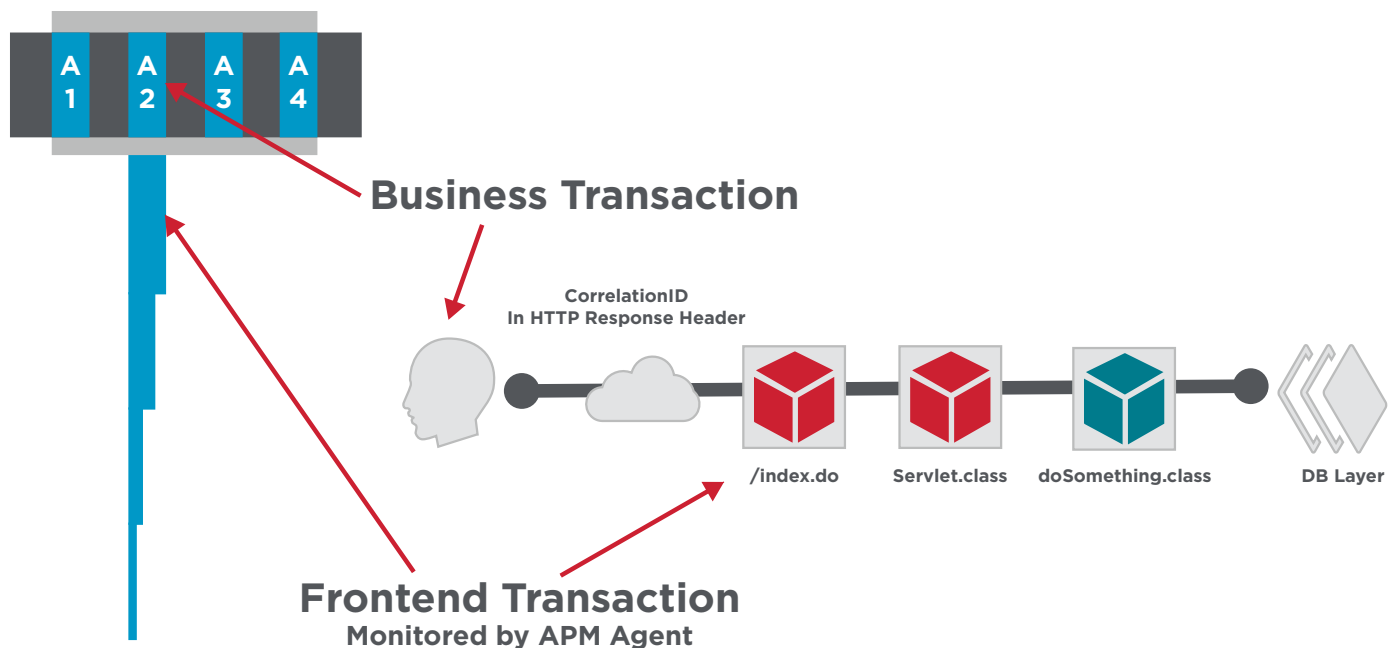 A A A A
1 2 3 4
Business Transaction
CorrelationID
In HTTP Response Header
/index.do Servlet.class doSomething.class DB Layer
Frontend Transaction
Monitored by APM Agent